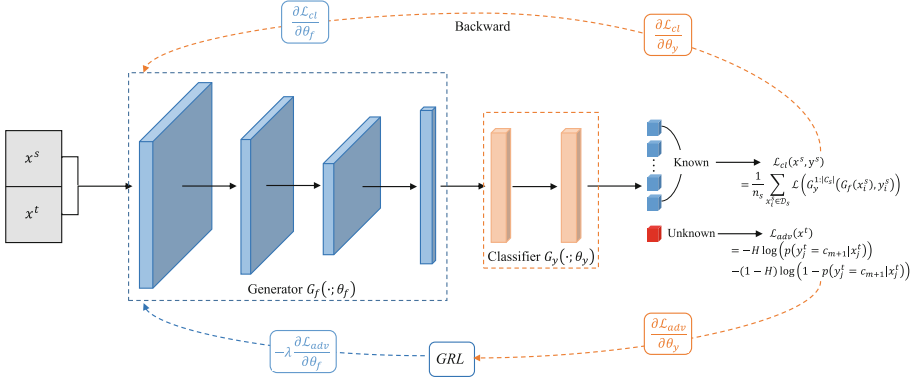 ∂ℒ_cl/∂θ_f
Backward
∂ℒ_cl/∂θ_y
x^s
x^t
Known
ℒ_cl(x^s, y^s)
= 1/n_s ∑_{x_i^s∈𝒟_s} ℒ(G_y^{1:|C_s|}(G_f(x_i^s), y_i^s)
Unknown
ℒ_adv(x^t)
= −H log(p(y_j^t = c_{m+1}|x_j^t))
−(1 − H) log(1 − p(y_j^t = c_{m+1}|x_j^t)
Classifier G_y(·; θ_y)
Generator G_f(·; θ_f)
−λ ∂ℒ_adv/∂θ_f
GRL
∂ℒ_adv/∂θ_y